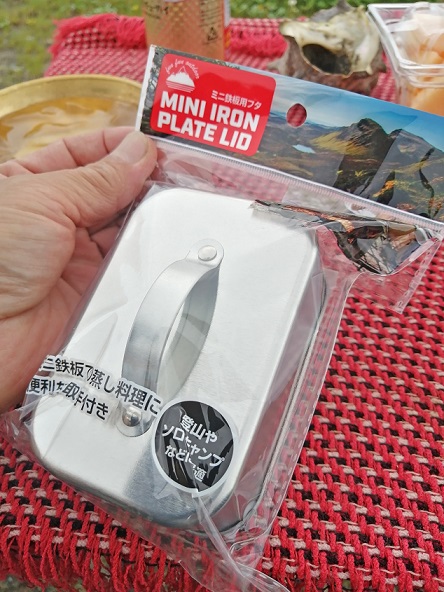 ミニ鉄板用フタ
MINI IRON
PLATE LID
ミニ鉄板で蒸し料理に
便利な取手付き
登山や
ソロキャンプ
などに